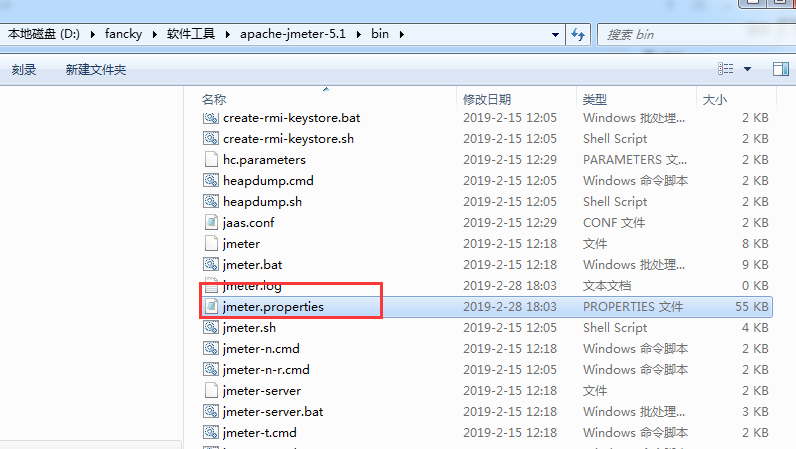 本地磁盘 (D:) fancky 软件工具 apache-jmeter-5.1 bin 搜索 bin
刻录 新建文件夹
名称 修改日期 类型 大小
create-rmi-keystore.bat 2019-2-15 12:05 Windows 批处理... 2 KB
create-rmi-keystore.sh 2019-2-15 12:05 Shell Script 2 KB
hc.parameters 2019-2-15 12:29 PARAMETERS 文... 2 KB
heapdump.cmd 2019-2-15 12:05 Windows 命令脚本 2 KB
heapdump.sh 2019-2-15 12:05 Shell Script 2 KB
jaas.conf 2019-2-15 12:29 CONF 文件 2 KB
jmeter 2019-2-15 12:18 文件 8 KB
jmeter.bat 2019-2-15 12:18 Windows 批处理... 9 KB
jmeter.log 2019-2-28 18:03 文本文档 0 KB
jmeter.properties 2019-2-28 18:03 PROPERTIES 文件 55 KB
jmeter.sh 2019-2-15 12:05 Shell Script 4 KB
jmeter-n.cmd 2019-2-15 12:18 Windows 命令脚本 2 KB
jmeter-n-r.cmd 2019-2-15 12:05 Windows 命令脚本 2 KB
jmeter-server 2019-2-15 12:18 文件 2 KB
jmeter-server.bat 2019-2-15 12:18 Windows 批处理... 3 KB
jmeter-t.cmd 2019-2-15 12:18 Windows 命令脚本 2 KB